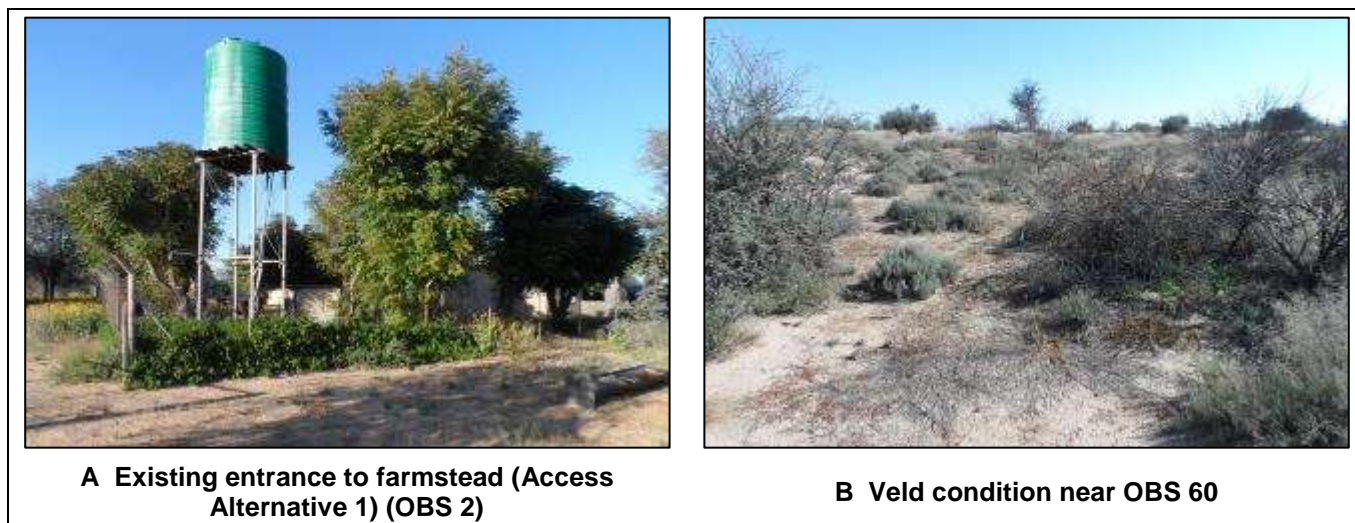 A Existing entrance to farmstead (Access
Alternative 1) (OBS 2)
B Veld condition near OBS 60